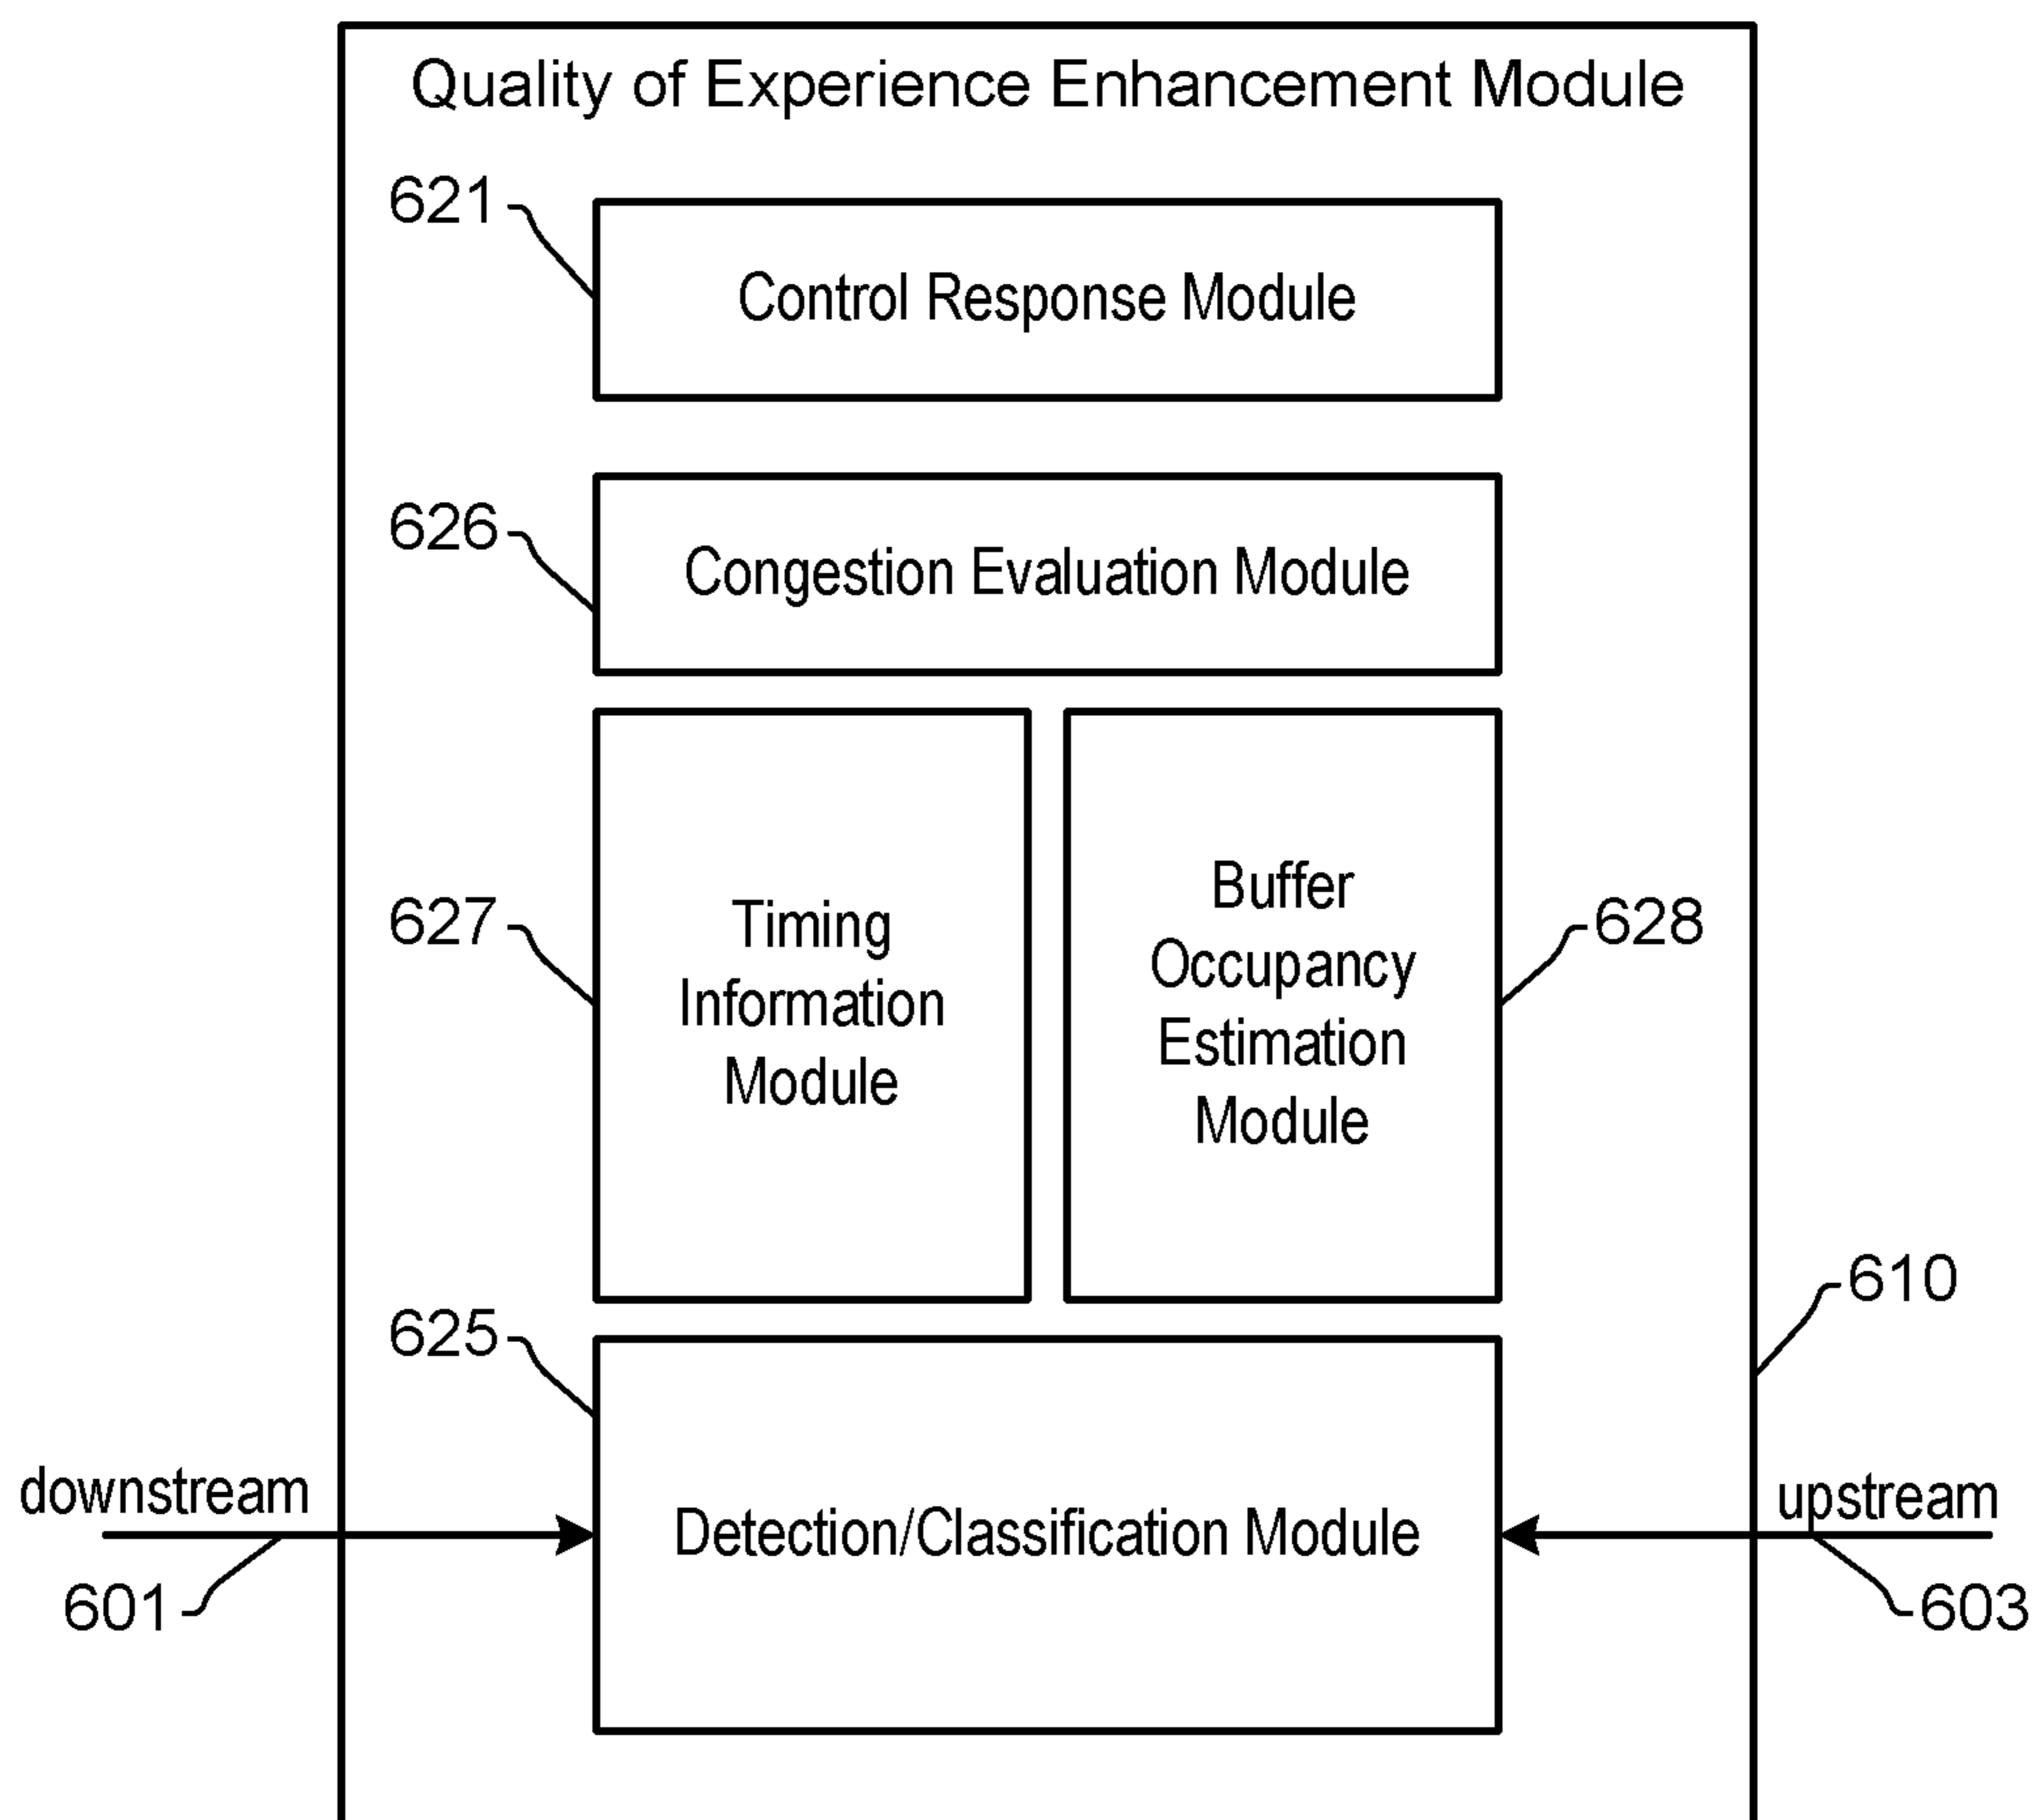 Quality of Experience Enhancement Module
621
Control Response Module
626
Congestion Evaluation Module
627
Timing
Information
Module
Buffer
Occupancy
Estimation
Module
628
610
625
downstream
Detection/Classification Module
upstream
601
603